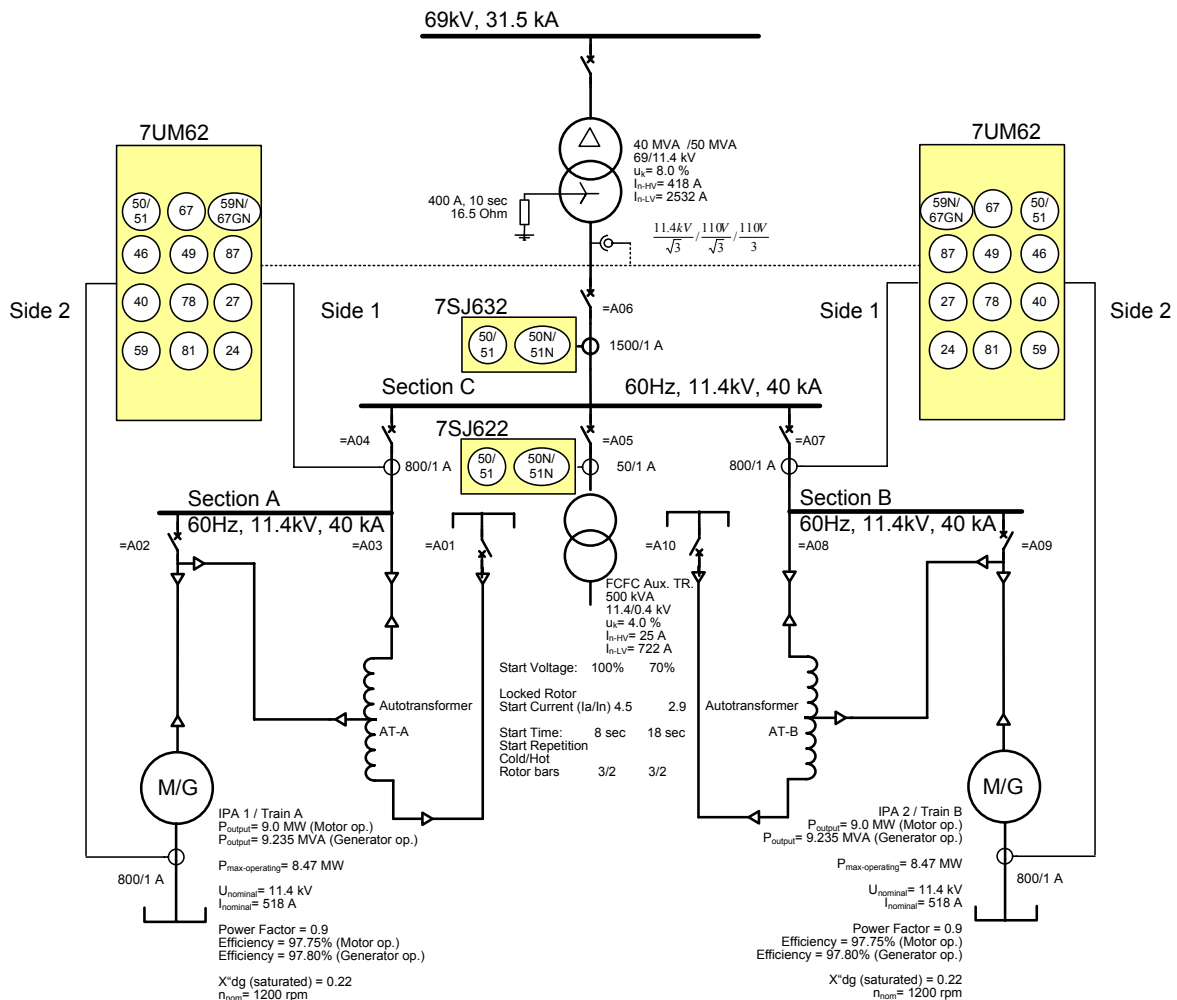 69kV, 31.5 kA
7UM62
50/
51
67
59N/
67GN
46
49
87
40
78
27
59
81
24
Side 2
Side 1
40 MVA /50 MVA
69/11.4 kV
uk= 8.0 %
In-HV= 418 A
In-LV= 2532 A
400 A, 10 sec
16.5 Ohm
11.4kV/√3 / 110V/√3 / 110V/3
7UM62
59N/
67GN
67
50/
51
87
49
46
27
78
40
24
81
59
Side 1
Side 2
=A06
7SJ632
50/
51
50N/
51N
1500/1 A
Section C
60Hz, 11.4kV, 40 kA
=A04
=A05
=A07
7SJ622
50/
51
50N/
51N
800/1 A
50/1 A
800/1 A
Section A
60Hz, 11.4kV, 40 kA
Section B
60Hz, 11.4kV, 40 kA
=A02
=A03
=A01
=A10
=A08
=A09
FCFC Aux. TR.
500 kVA
11.4/0.4 kV
uk= 4.0 %
In-HV= 25 A
In-LV= 722 A
Start Voltage: 100% 70%
Locked Rotor
Start Current (Ia/In) 4.5 2.9
Start Time: 8 sec 18 sec
Start Repetition
Cold/Hot
Rotor bars 3/2 3/2
Autotransformer
AT-A
Autotransformer
AT-B
M/G
M/G
IPA 1 / Train A
Poutput= 9.0 MW (Motor op.)
Poutput= 9.235 MVA (Generator op.)
Pmax-operating= 8.47 MW
800/1 A
Unominal= 11.4 kV
Inominal= 518 A
Power Factor = 0.9
Efficiency = 97.75% (Motor op.)
Efficiency = 97.80% (Generator op.)
X“dg (saturated) = 0.22
nnom= 1200 rpm
IPA 2 / Train B
Poutput= 9.0 MW (Motor op.)
Poutput= 9.235 MVA (Generator op.)
Pmax-operating= 8.47 MW
800/1 A
Unominal= 11.4 kV
Inominal= 518 A
Power Factor = 0.9
Efficiency = 97.75% (Motor op.)
Efficiency = 97.80% (Generator op.)
X“dg (saturated) = 0.22
nnom= 1200 rpm